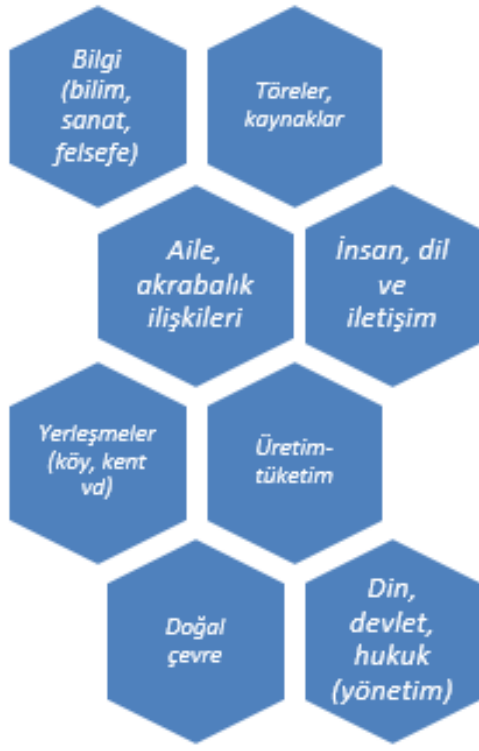 Bilgi
(bilim,
sanat,
felsefe)
Töreler,
kaynaklar
Aile,
akrabalık
ilişkileri
İnsan, dil
ve
iletişim
Yerleşmeler
(köy, kent
vd)
Üretim-
tüketim
Doğal
çevre
Din,
devlet,
hukuk
(yönetim)